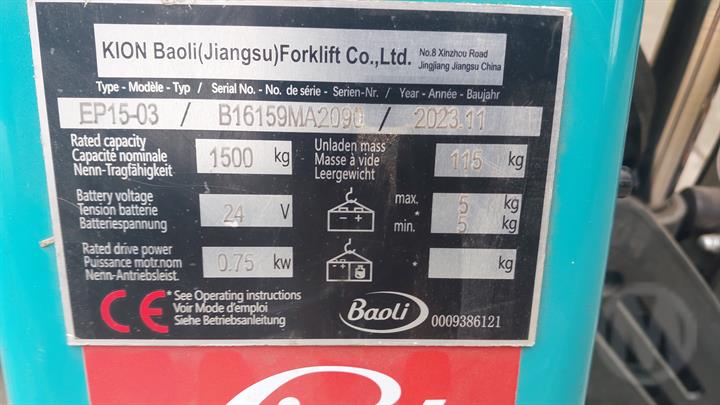 KION Baoli(Jiangsu)Forklift Co.,Ltd. No.8 Xinzhou Road
Jingjiang Jiangsu China
Type - Modèle - Typ / Serial No. - No. de série - Serien-Nr. / Year - Année - Baujahr
EP15-03 / B16159MA2090 / 2023.11
Rated capacity
Capacité nominale
Nenn-Tragfähigkeit
1500 kg
Unladen mass
Masse à vide
Leergewicht
115 kg
Battery voltage
Tension batterie
Batteriespannung
24 V
- +
max. 5 kg
* min. 5 kg
Rated drive power
Puissance motr.nom
Nenn-Antriebsleist.
0.75 kw
- +
* kg
CE
*See Operating instructions
Voir Mode d'emploi
Siehe Betriebsanleitung
Baoli
0009386121